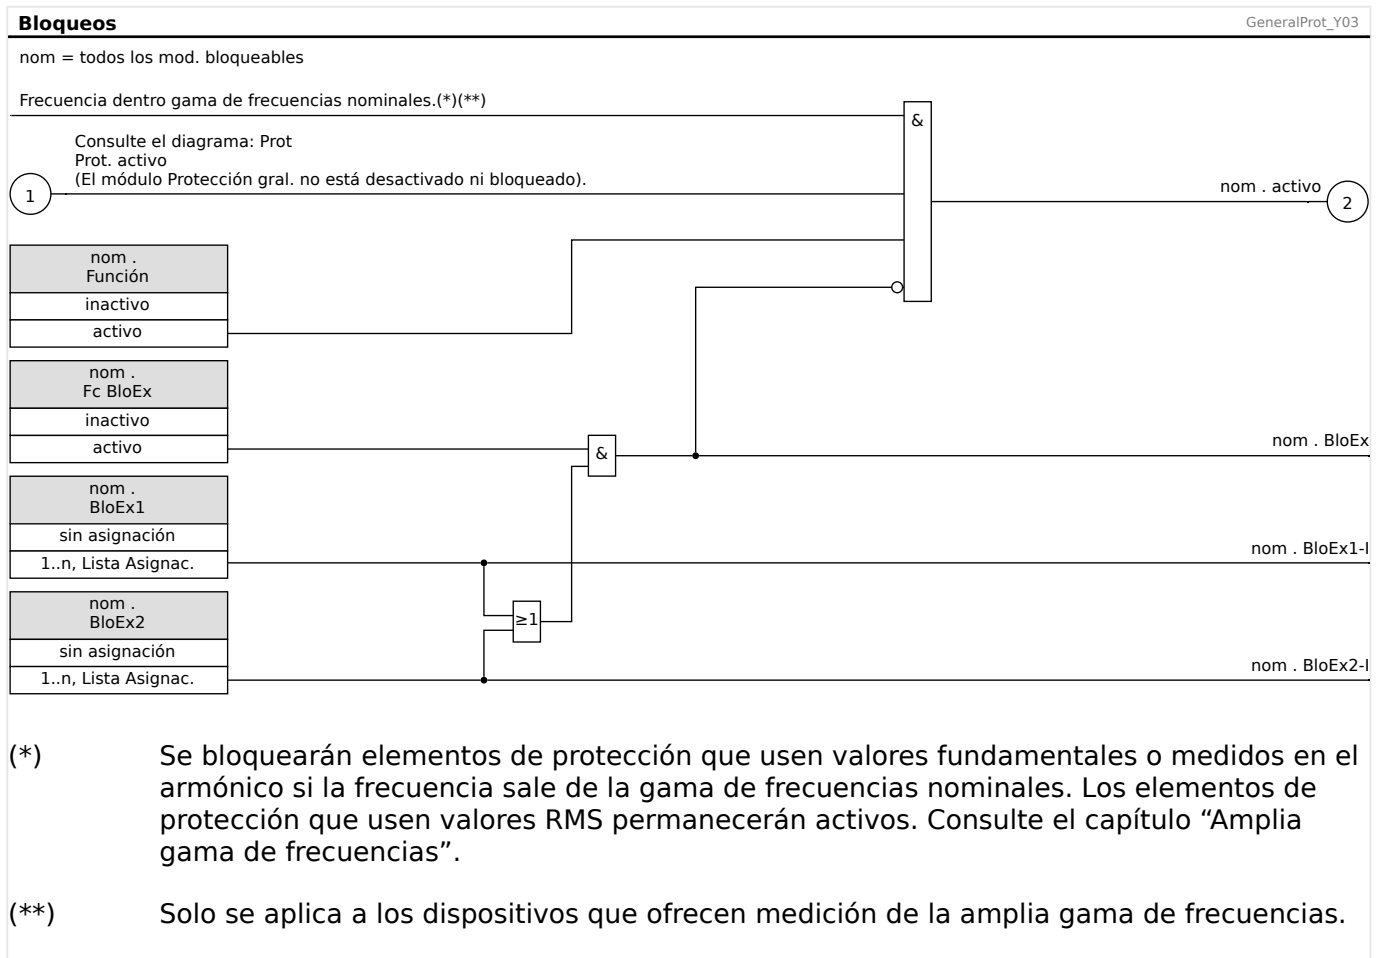 Bloqueos
GeneralProt_Y03
nom = todos los mod. bloqueables
Frecuencia dentro gama de frecuencias nominales.(*)(**)
&
Consulte el diagrama: Prot
Prot. activo
(El módulo Protección gral. no está desactivado ni bloqueado).
1
nom . activo
2
nom .
Función
inactivo
activo
nom .
Fc BloEx
inactivo
activo
&
nom . BloEx
nom .
BloEx1
sin asignación
1..n, Lista Asignac.
nom . BloEx1-I
nom .
BloEx2
≥1
sin asignación
1..n, Lista Asignac.
nom . BloEx2-I
(*) Se bloquearán elementos de protección que usen valores fundamentales o medidos en el
armónico si la frecuencia sale de la gama de frecuencias nominales. Los elementos de
protección que usen valores RMS permanecerán activos. Consulte el capítulo “Amplia
gama de frecuencias”.
(**) Solo se aplica a los dispositivos que ofrecen medición de la amplia gama de frecuencias.